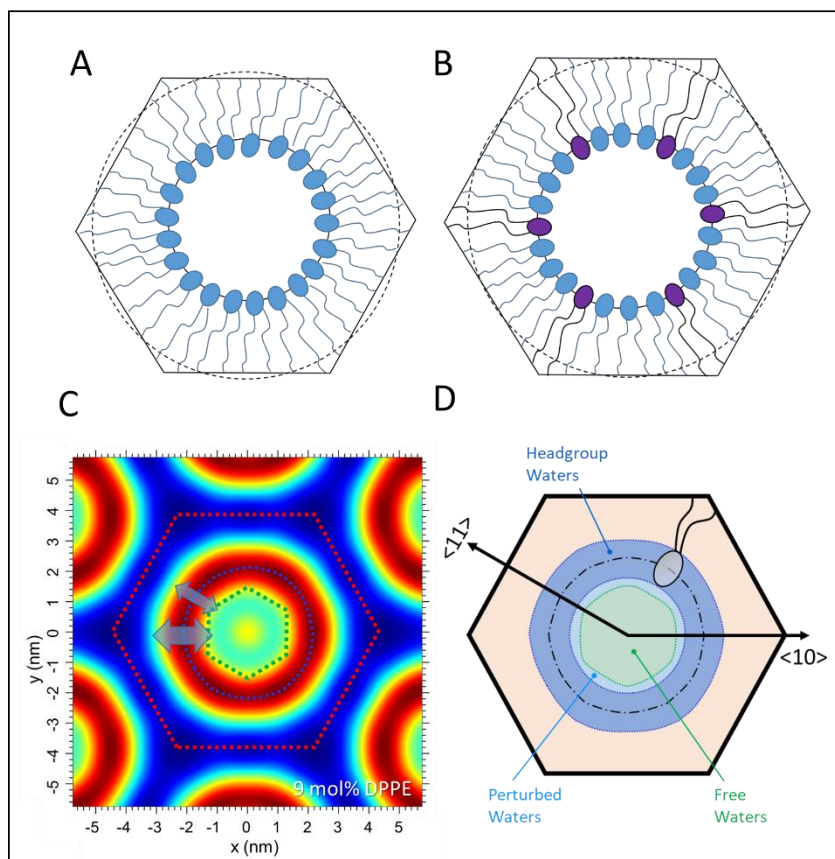 A
B
C
5
4
3
2
1
0
-1
-2
-3
-4
-5
y (nm)
9 mol% DPPE
-5 -4 -3 -2 -1 0 1 2 3 4 5
x (nm)
D
Headgroup
Waters
<11>
<10>
Perturbed
Waters
Free
Waters